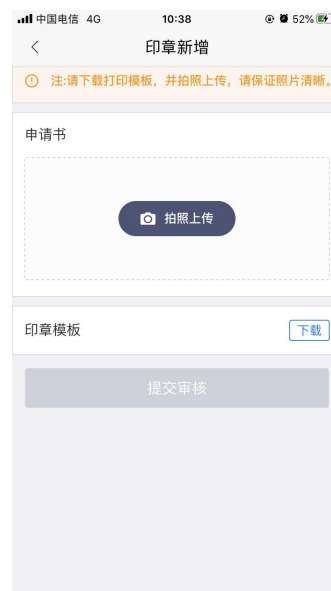 中国电信 4G 10:38 52%
印章新增
注:请下载打印模板，并拍照上传，请保证照片清晰。
申请书
拍照上传
印章模板 下载
提交审核